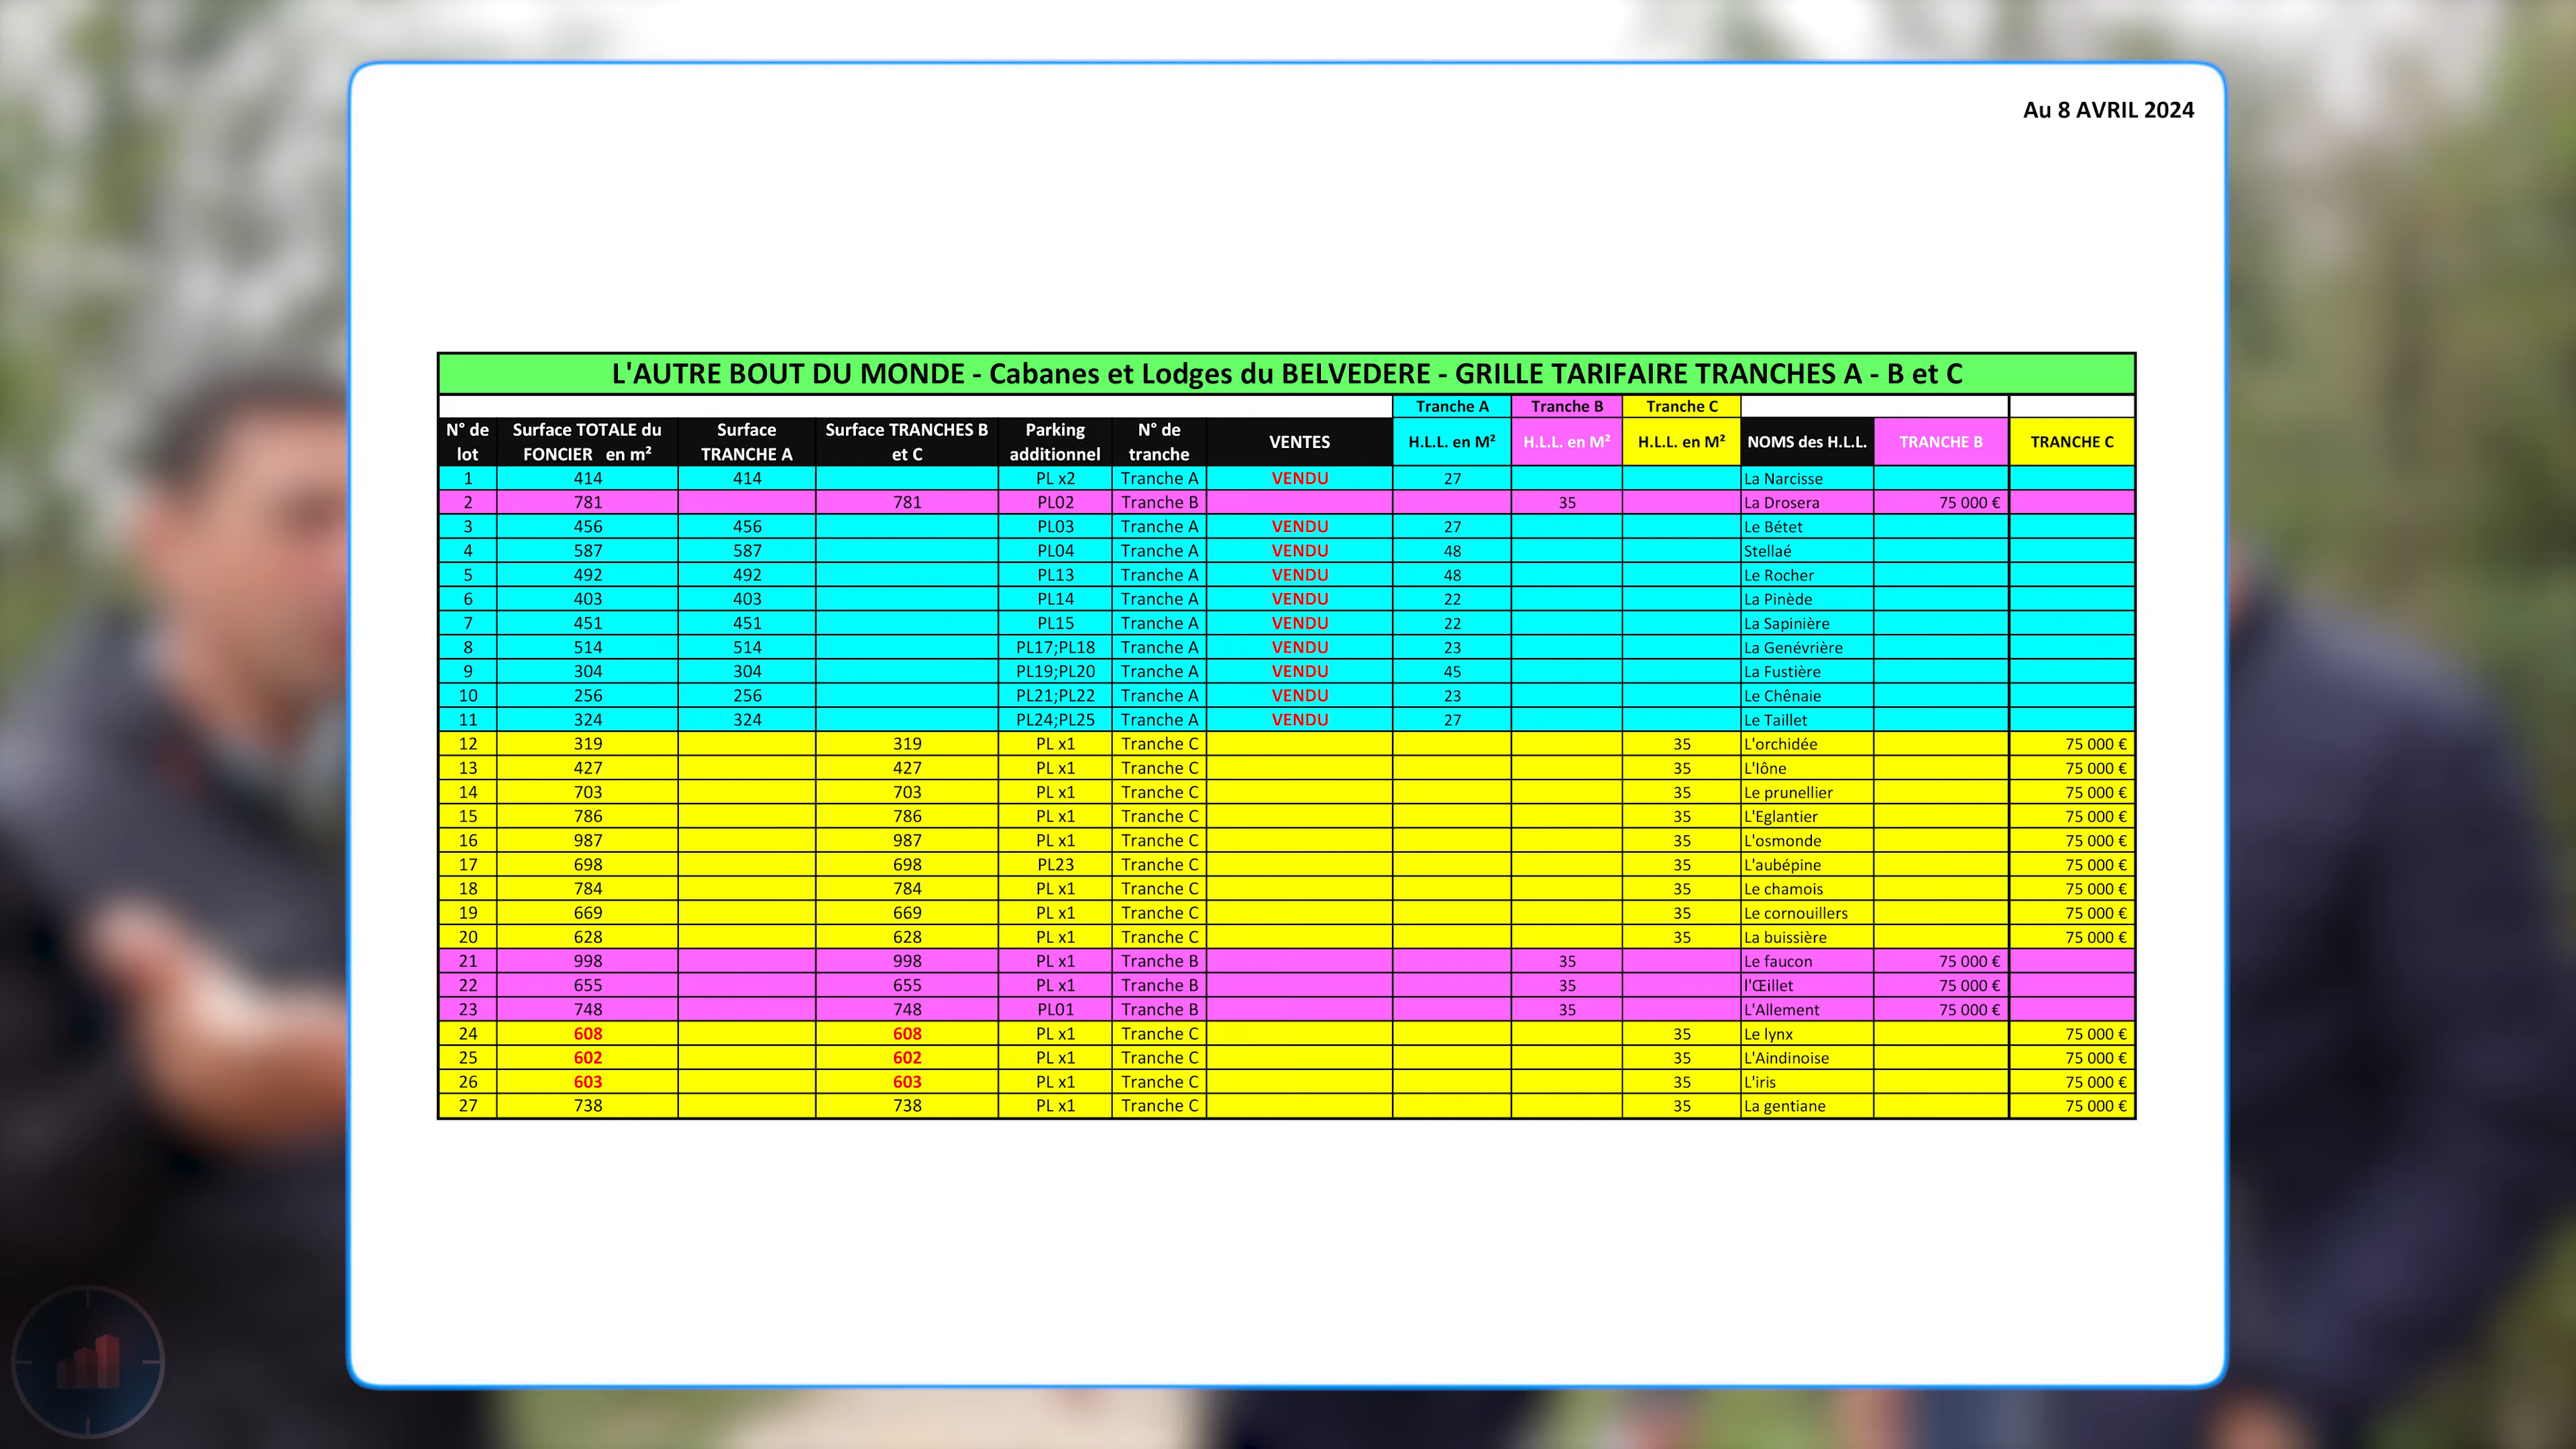 Au 8 AVRIL 2024
L'AUTRE BOUT DU MONDE - Cabanes et Lodges du BELVEDERE - GRILLE TARIFAIRE TRANCHES A - B et C
Tranche A Tranche B Tranche C
N° de lot Surface TOTALE du FONCIER en m² Surface TRANCHE A Surface TRANCHES B et C Parking additionnel N° de tranche VENTES H.L.L. en M² H.L.L. en M² H.L.L. en M² NOMS des H.L.L. TRANCHE B TRANCHE C
1 414 414 PL x2 Tranche A VENDU 27 La Narcisse
2 781 781 PL02 Tranche B 35 La Drosera 75 000 €
3 456 456 PL03 Tranche A VENDU 27 Le Bétet
4 587 587 PL04 Tranche A VENDU 48 Stellaé
5 492 492 PL13 Tranche A VENDU 48 Le Rocher
6 403 403 PL14 Tranche A VENDU 22 La Pinède
7 451 451 PL15 Tranche A VENDU 22 La Sapinière
8 514 514 PL17;PL18 Tranche A VENDU 23 La Genévrière
9 304 304 PL19;PL20 Tranche A VENDU 45 La Fustière
10 256 256 PL21;PL22 Tranche A VENDU 23 Le Chênaie
11 324 324 PL24;PL25 Tranche A VENDU 27 Le Taillet
12 319 319 PL x1 Tranche C 35 L'orchidée 75 000 €
13 427 427 PL x1 Tranche C 35 L'Iône 75 000 €
14 703 703 PL x1 Tranche C 35 Le prunellier 75 000 €
15 786 786 PL x1 Tranche C 35 L'Eglantier 75 000 €
16 987 987 PL x1 Tranche C 35 L'osmonde 75 000 €
17 698 698 PL23 Tranche C 35 L'aubépine 75 000 €
18 784 784 PL x1 Tranche C 35 Le chamois 75 000 €
19 669 669 PL x1 Tranche C 35 Le cornouillers 75 000 €
20 628 628 PL x1 Tranche C 35 La buissière 75 000 €
21 998 998 PL x1 Tranche B 35 Le faucon 75 000 €
22 655 655 PL x1 Tranche B 35 l'Œillet 75 000 €
23 748 748 PL01 Tranche B 35 L'Allement 75 000 €
24 608 608 PL x1 Tranche C 35 Le lynx 75 000 €
25 602 602 PL x1 Tranche C 35 L'Aindinoise 75 000 €
26 603 603 PL x1 Tranche C 35 L'iris 75 000 €
27 738 738 PL x1 Tranche C 35 La gentiane 75 000 €